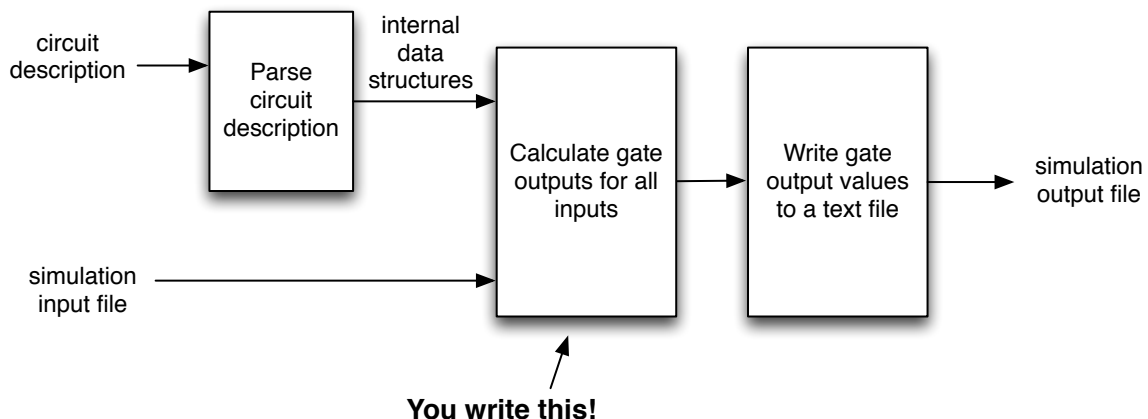 circuit
description
Parse
circuit
description
internal
data
structures
Calculate gate
outputs for all
inputs
Write gate
output values
to a text file
simulation
output file
simulation
input file
You write this!